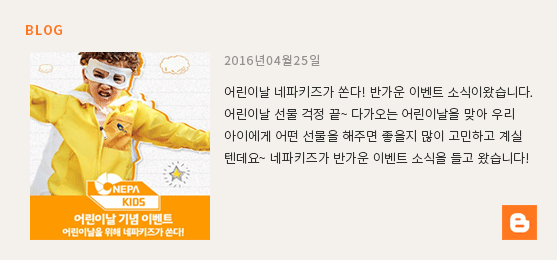 BLOG
2016년04월25일
어린이날 네파키즈가 쏜다! 반가운 이벤트 소식이왔습니다.
어린이날 선물 걱정 끝~ 다가오는 어린이날을 맞아 우리
아이에게 어떤 선물을 해주면 좋을지 많이 고민하고 계실
텐데요~ 네파키즈가 반가운 이벤트 소식을 들고 왔습니다!
NEPA
KIDS
어린이날 기념 이벤트
어린이날을 위해 네파키즈가 쏜다!